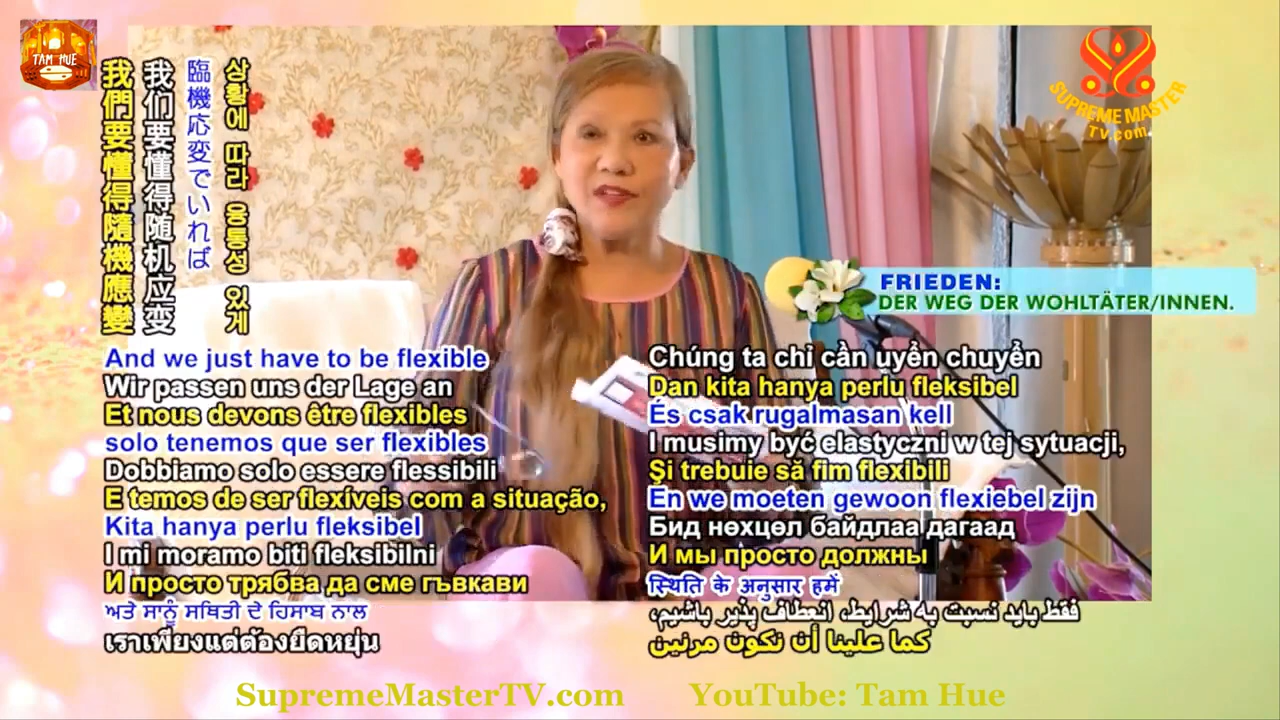 TAM HUE
SUPREME MASTER
TV.com
我們要懂得隨機應變
我们要懂得随机应变
臨機応変でいれば
상황에 따라 융통성 있게
FRIEDEN:
DER WEG DER WOHLTÄTER/INNEN.
And we just have to be flexible
Wir passen uns der Lage an
Et nous devons être flexibles
solo tenemos que ser flexibles
Dobbiamo solo essere flessibili
E temos de ser flexíveis com a situação,
Kita hanya perlu fleksibel
I mi moramo biti fleksibilni
И просто трябва да сме гъвкави
ਅਤੇ ਸਾਨੂੰ ਸਥਿਤੀ ਦੇ ਹਿਸਾਬ ਨਾਲ
เราเพียงแต่ต้องยืดหยุ่น
Chúng ta chỉ cần uyển chuyển
Dan kita hanya perlu fleksibel
És csak rugalmasan kell
I musimy być elastyczni w tej sytuacji,
Şi trebuie să fim flexibili
En we moeten gewoon flexiebel zijn
Бид нөхцөл байдлаа дагаад
И мы просто должны
स्थिति के अनुसार हमें
فقط باید نسبت به شرایط، انعطاف پذیر باشیم،
كما علينا أن نكون مرنين
SupremeMasterTV.com
YouTube: Tam Hue